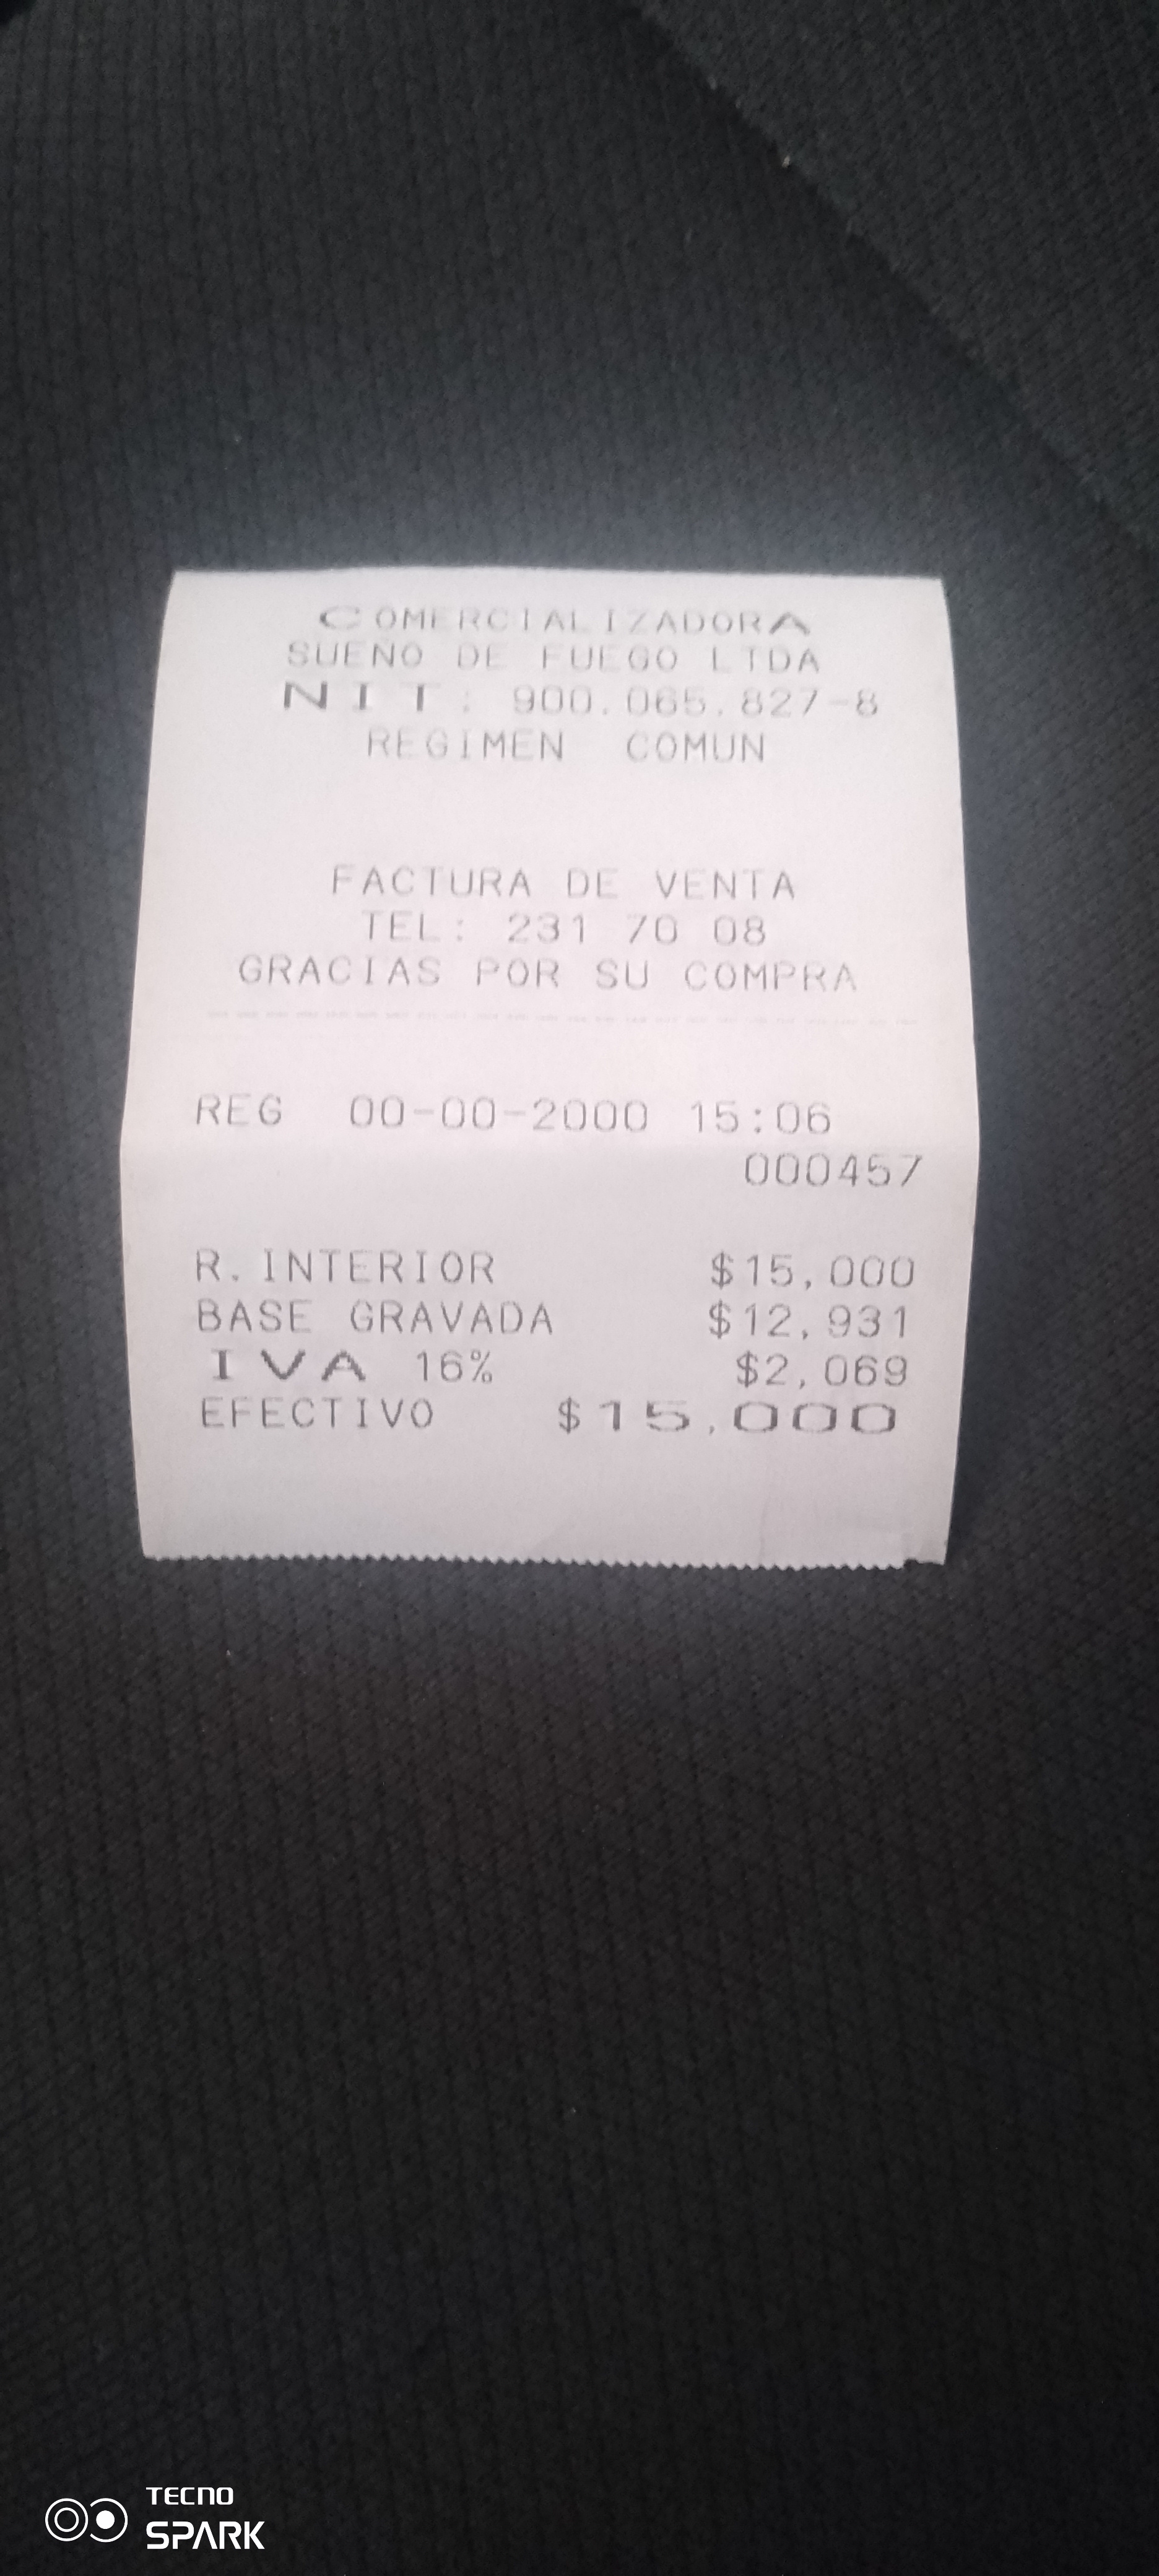 COMERCIALIZADORA
SUEÑO DE FUEGO LTDA
NIT: 900.065.827-8
REGIMEN COMUN
FACTURA DE VENTA
TEL: 231 70 08
GRACIAS POR SU COMPRA
REG 00-00-2000 15:06
000457
R. INTERIOR $15,000
BASE GRAVADA $12,931
IVA 16% $2,069
EFECTIVO $15,000
TECNO
SPARK